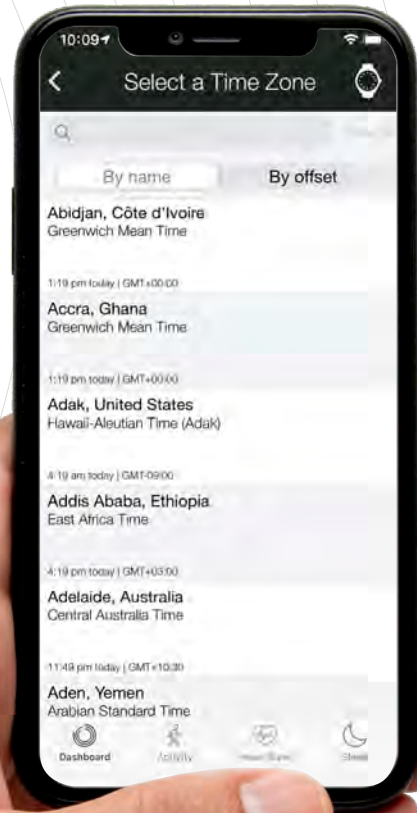 10:09
Select a Time Zone
By name
By offset
Abidjan, Côte d'Ivoire
Greenwich Mean Time
1:19 pm today | GMT+00:00
Accra, Ghana
Greenwich Mean Time
1:19 pm today | GMT+00:00
Adak, United States
Hawaii-Aleutian Time (Adak)
4:19 am today | GMT-09:00
Addis Ababa, Ethiopia
East Africa Time
4:19 pm today | GMT+03:00
Adelaide, Australia
Central Australia Time
11:49 pm today | GMT+10:30
Aden, Yemen
Arabian Standard Time
Dashboard
Activity
Sleep